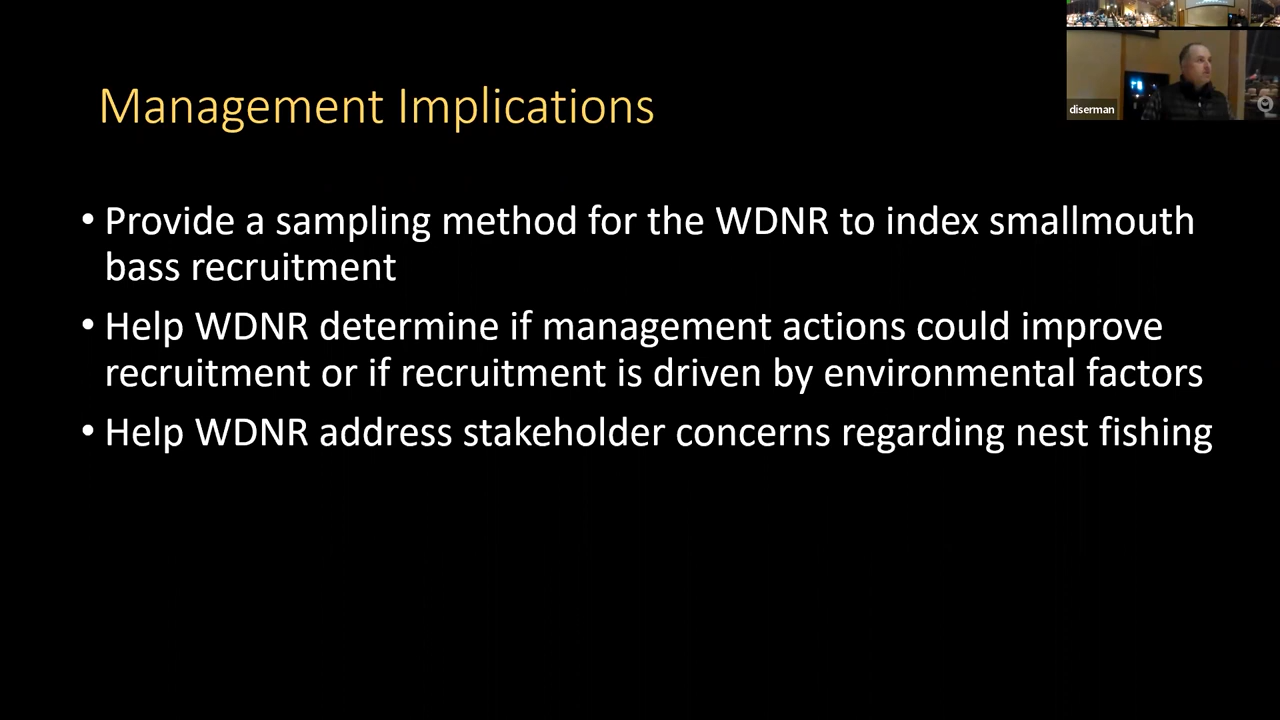 Management Implications
diserman
• Provide a sampling method for the WDNR to index smallmouth
bass recruitment
• Help WDNR determine if management actions could improve
recruitment or if recruitment is driven by environmental factors
• Help WDNR address stakeholder concerns regarding nest fishing